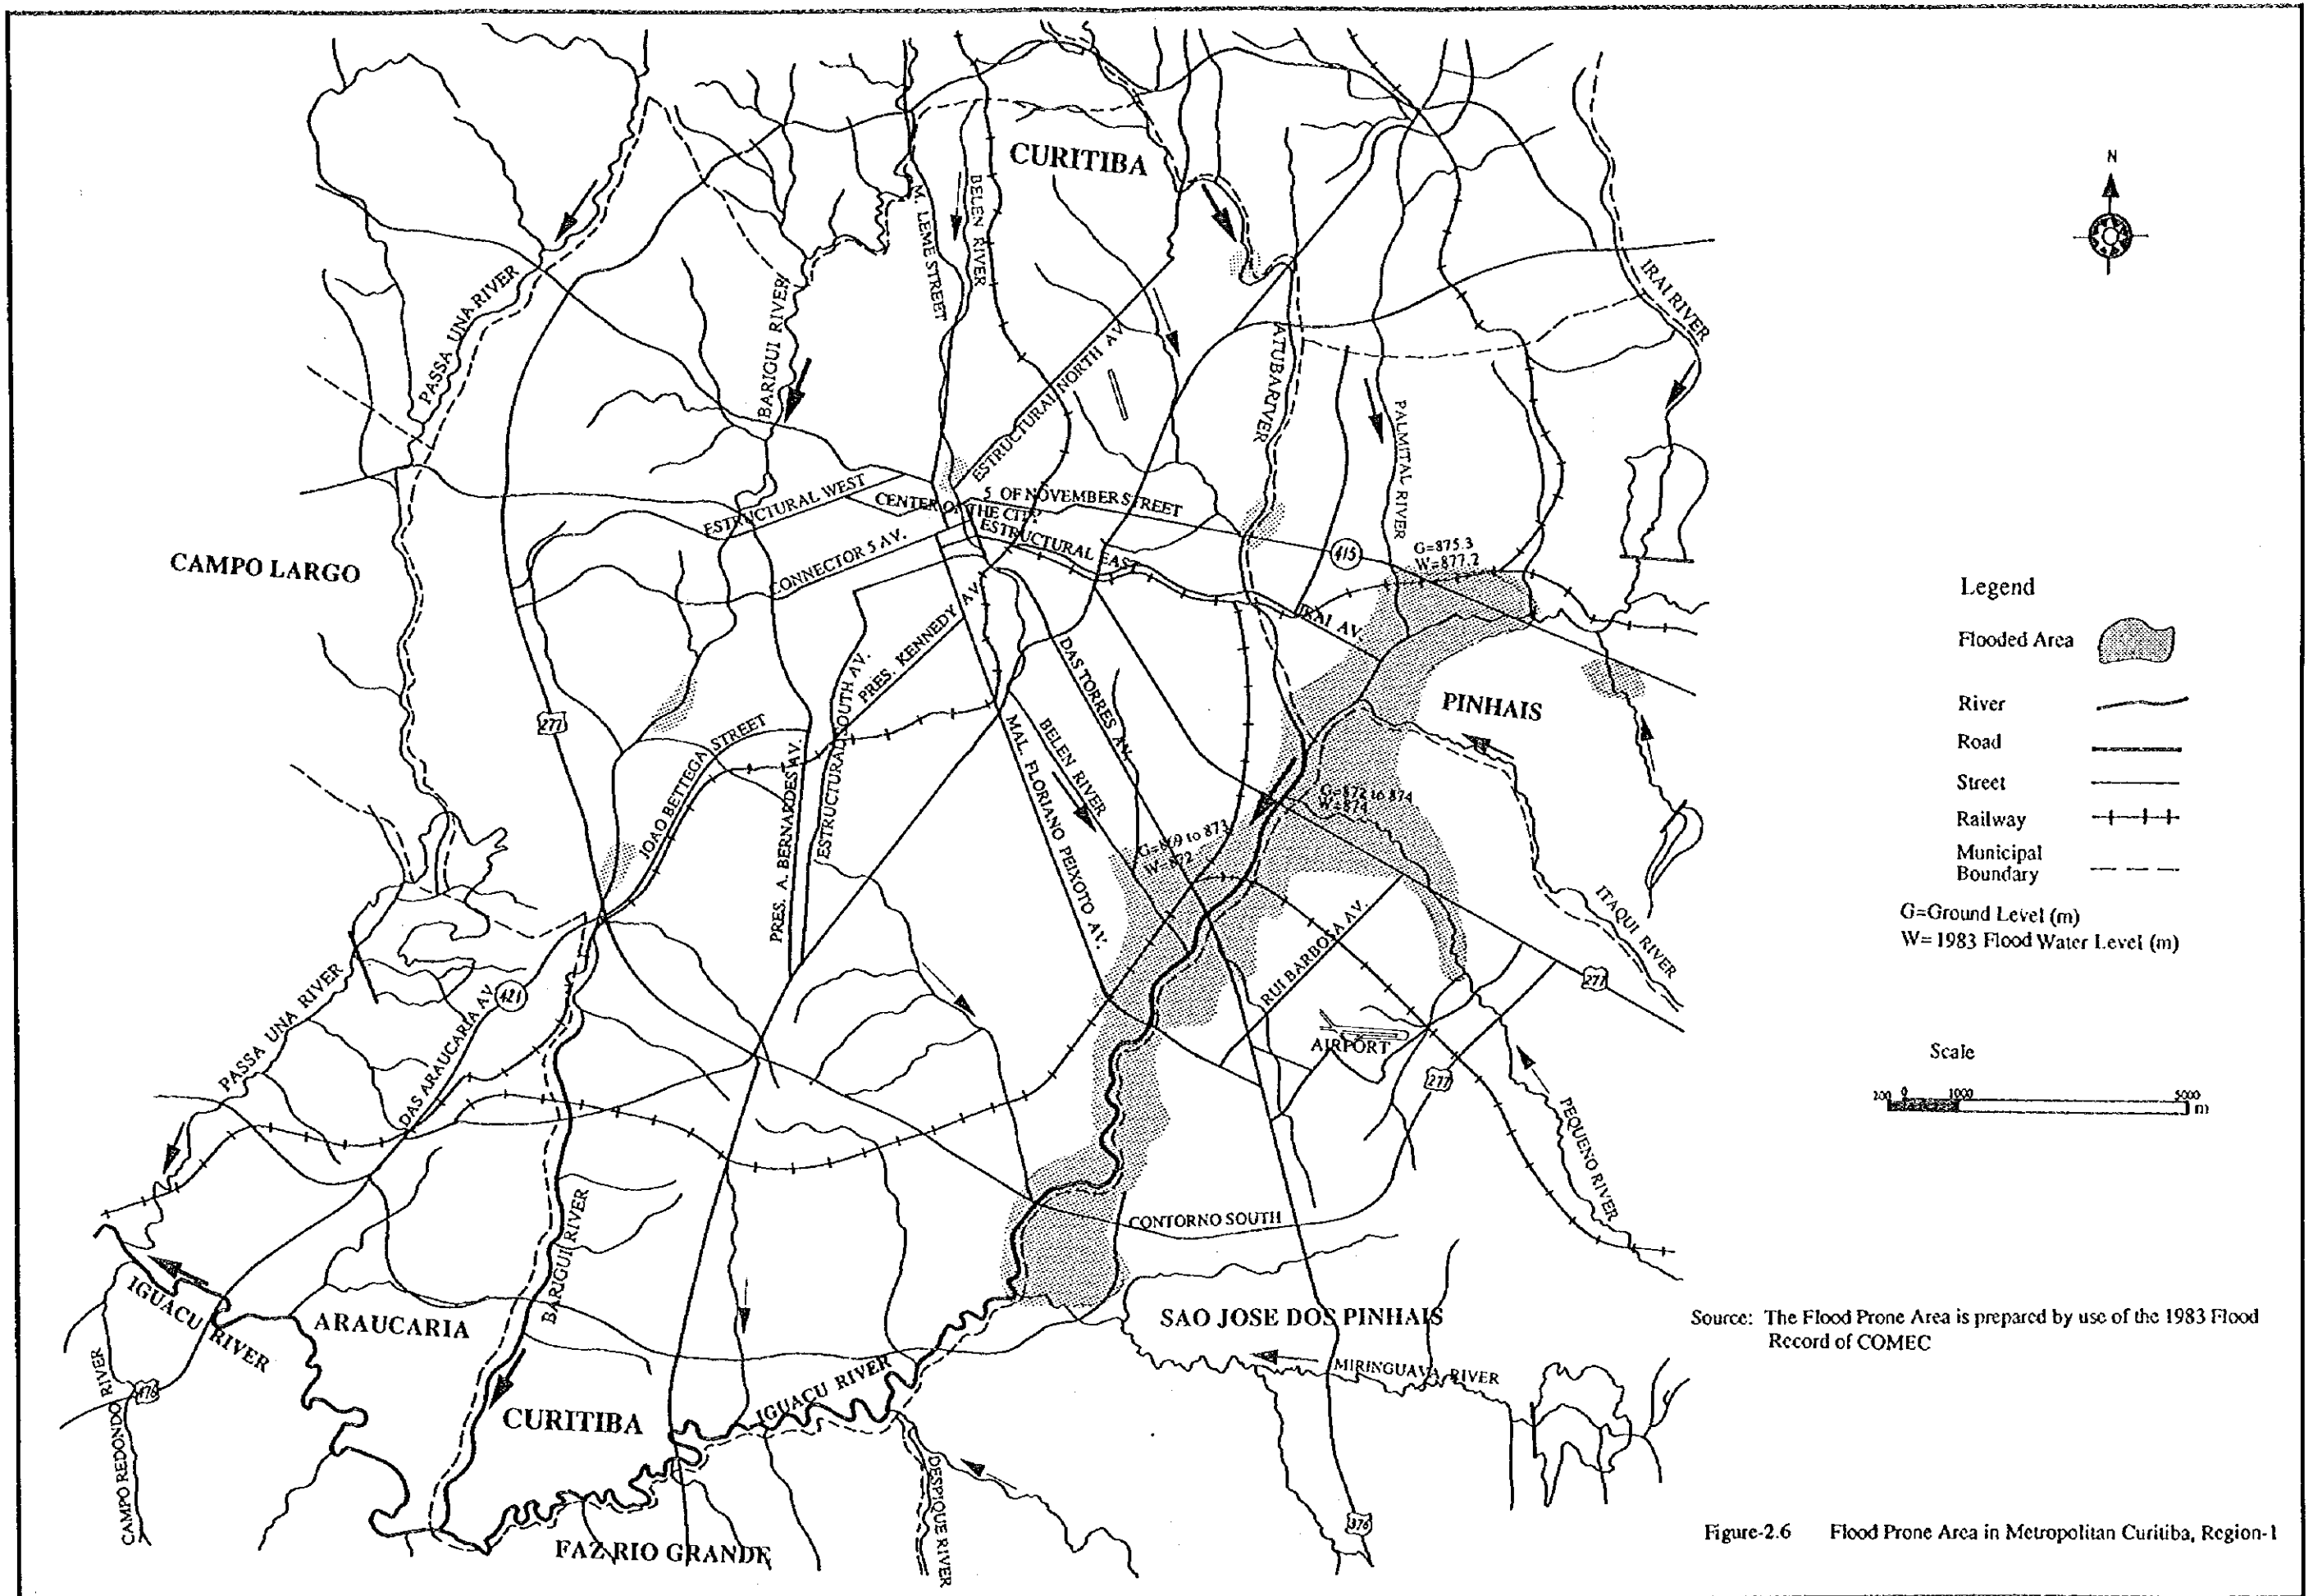 CURITIBA
N
PASSA UNA RIVER
BARIGUI RIVER
M. LEME STREET
BELEN RIVER
ESTRUCTURAL NORTH AV.
ATUBA RIVER
PALMITAL RIVER
IRAI RIVER
ESTRUCTURAL WEST
CENTER OF THE CITY
5 OF NOVEMBER STREET
ESTRUCTURAL EAST
CONNECTOR 5 AV.
415
G=875.3
W=877.2
CAMPO LARGO
IRAI AV.
PRES. KENNEDY AV.
DAS TORRES AV.
ESTRUCTURAL SOUTH AV.
PRES. A. BERNARDES AV.
JOAO BETTEGA STREET
277
MAL. FLORIANO PEIXOTO AV.
BELEN RIVER
PINHAIS
G=872 to 874
W=874
G=869 to 873
W=872
RUI BARBOSA AV.
ITAQUI RIVER
277
AIRPORT
277
PEQUENO RIVER
PASSA UNA RIVER
DAS ARAUCARIA AV.
421
BARIGUI RIVER
CONTORNO SOUTH
IGUACU RIVER
ARAUCARIA
SAO JOSE DOS PINHAIS
MIRINGUAVA RIVER
CAMPO REDONDO RIVER
476
CURITIBA
IGUACU RIVER
DESPIQUE RIVER
376
FAZ RIO GRANDE
Legend
Flooded Area
River
Road
Street
Railway
Municipal
Boundary
G=Ground Level (m)
W= 1983 Flood Water Level (m)
Scale
200 0 1000 5000
m
Source: The Flood Prone Area is prepared by use of the 1983 Flood
Record of COMEC
Figure-2.6 Flood Prone Area in Metropolitan Curitiba, Region-1